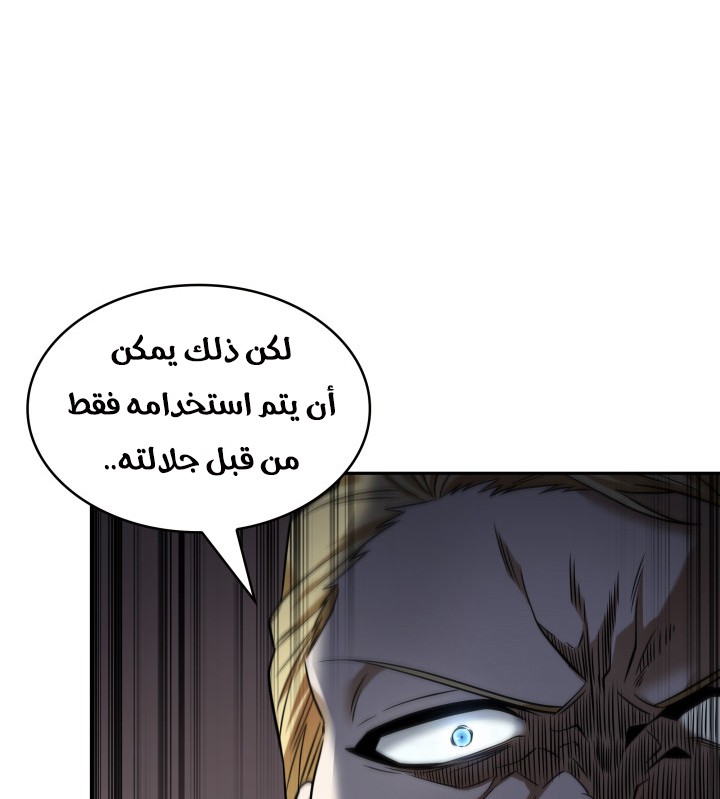 لكن ذلك يمكن
أن يتم استخدامه فقط
من قبل جلالته..